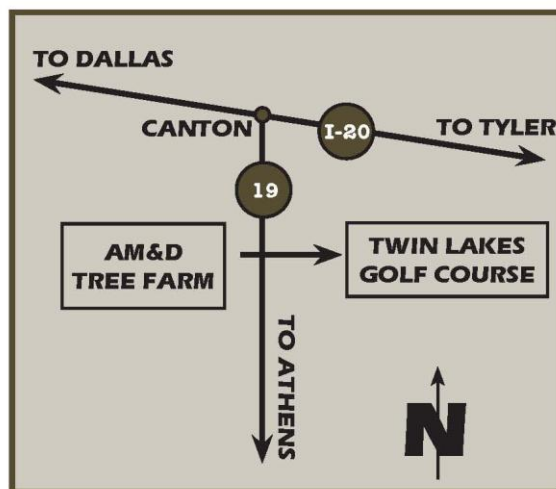 TO DALLAS
CANTON
I-20
TO TYLER
19
AM&D
TREE FARM
TWIN LAKES
GOLF COURSE
TO ATHENS
N